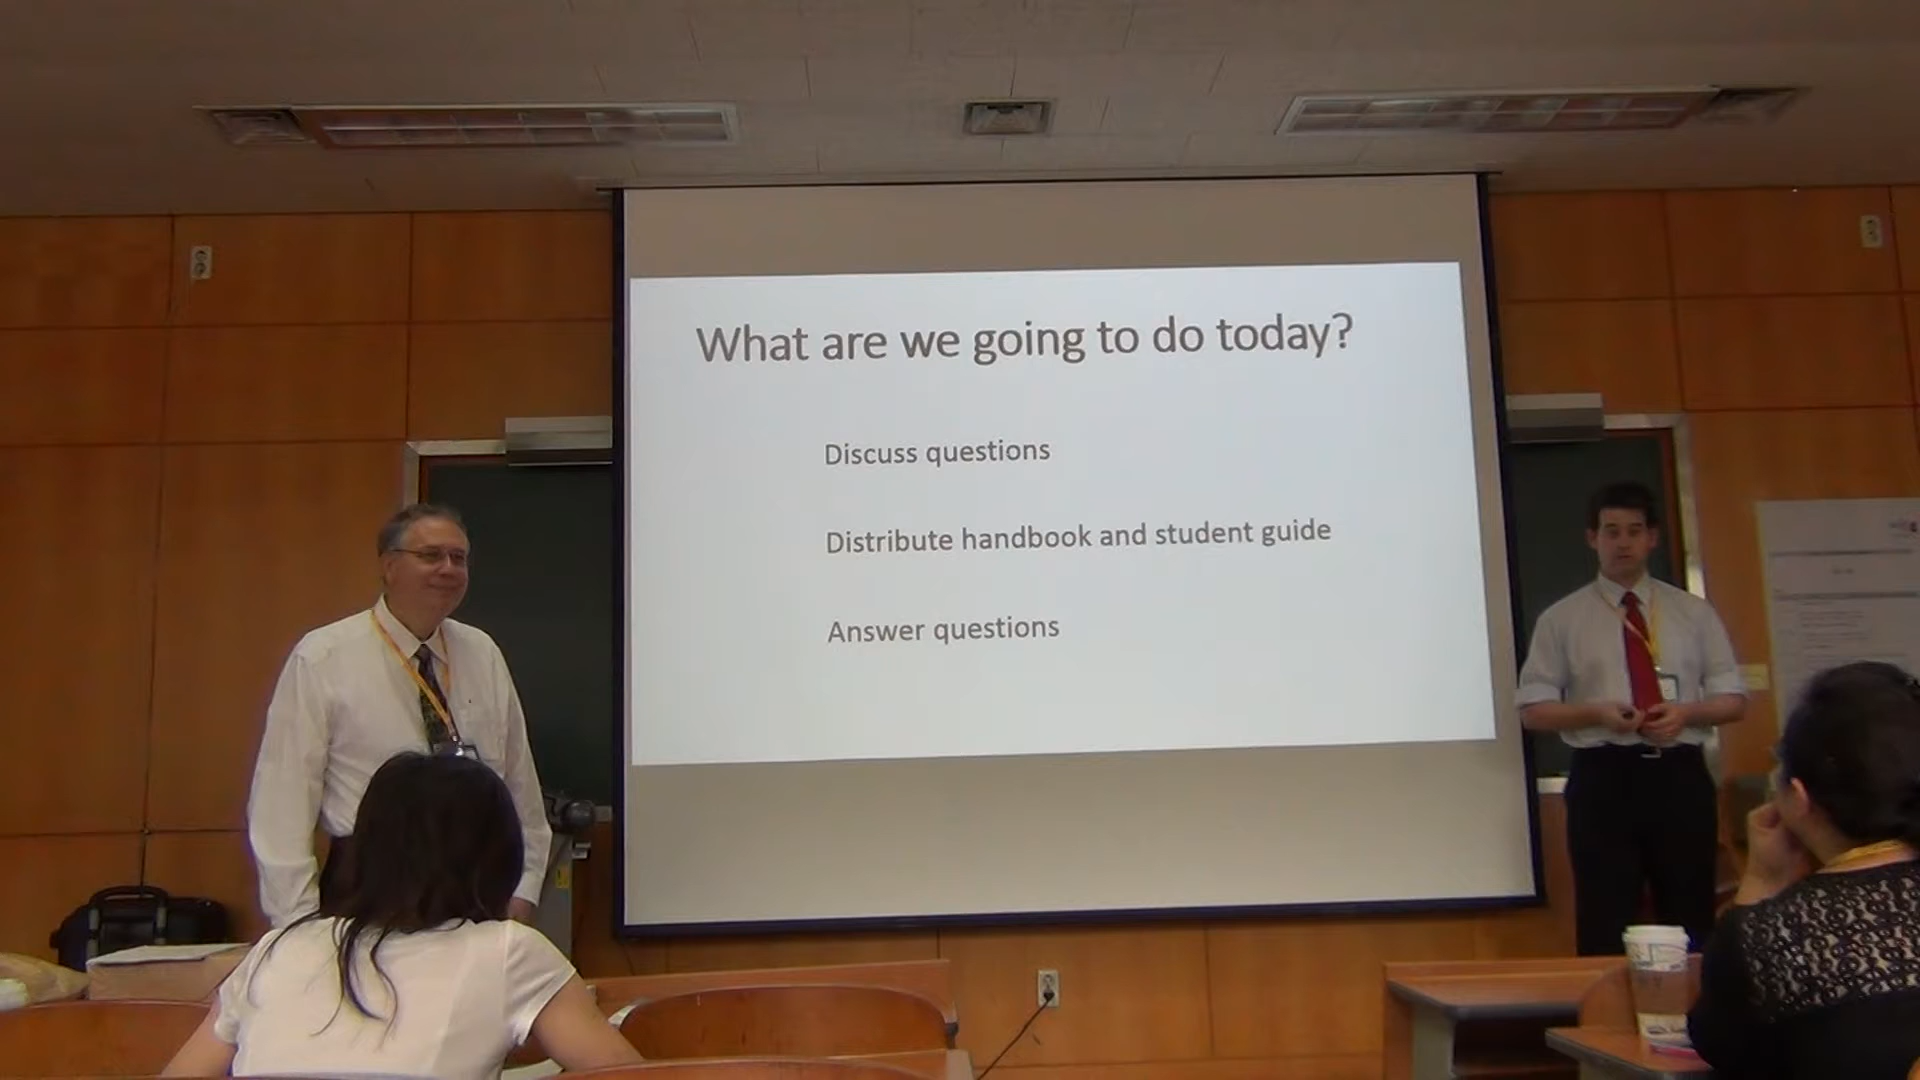 What are we going to do today?
Discuss questions
Distribute handbook and student guide
Answer questions